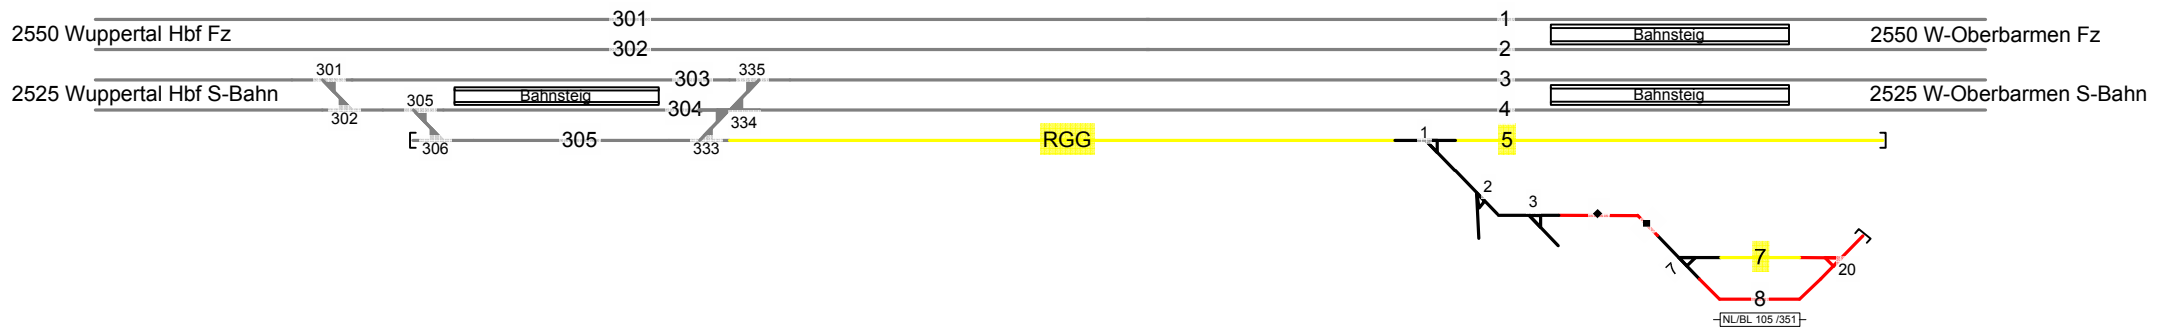 301 1
2550 Wuppertal Hbf Fz Bahnsteig 2550 W-Oberbarmen Fz
302 2
301 303 335 3
2525 Wuppertal Hbf S-Bahn Bahnsteig Bahnsteig 2525 W-Oberbarmen S-Bahn
305 304 4
302 334
306 305 333 RGG 1 5
2
3
7
7 20
8
NL/BL 105 /351